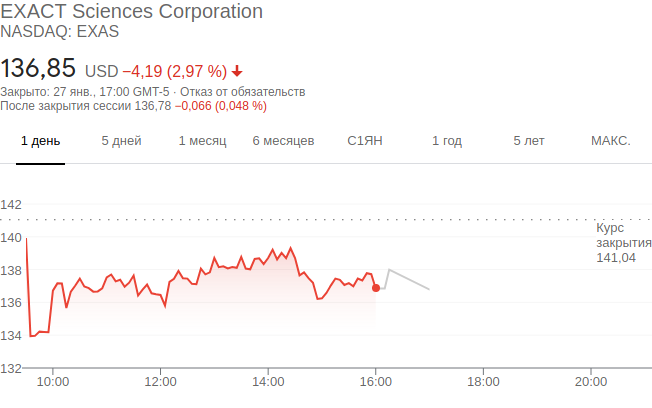 EXACT Sciences Corporation
NASDAQ: EXAS
136,85 USD −4,19 (2,97 %)
Закрыто: 27 янв., 17:00 GMT-5 · Отказ от обязательств
После закрытия сессии 136,78 −0,066 (0,048 %)
1 день 5 дней 1 месяц 6 месяцев С1ЯН 1 год 5 лет МАКС.
142
Курс
закрытия
141,04
140
138
136
134
132
10:00 12:00 14:00 16:00 18:00 20:00